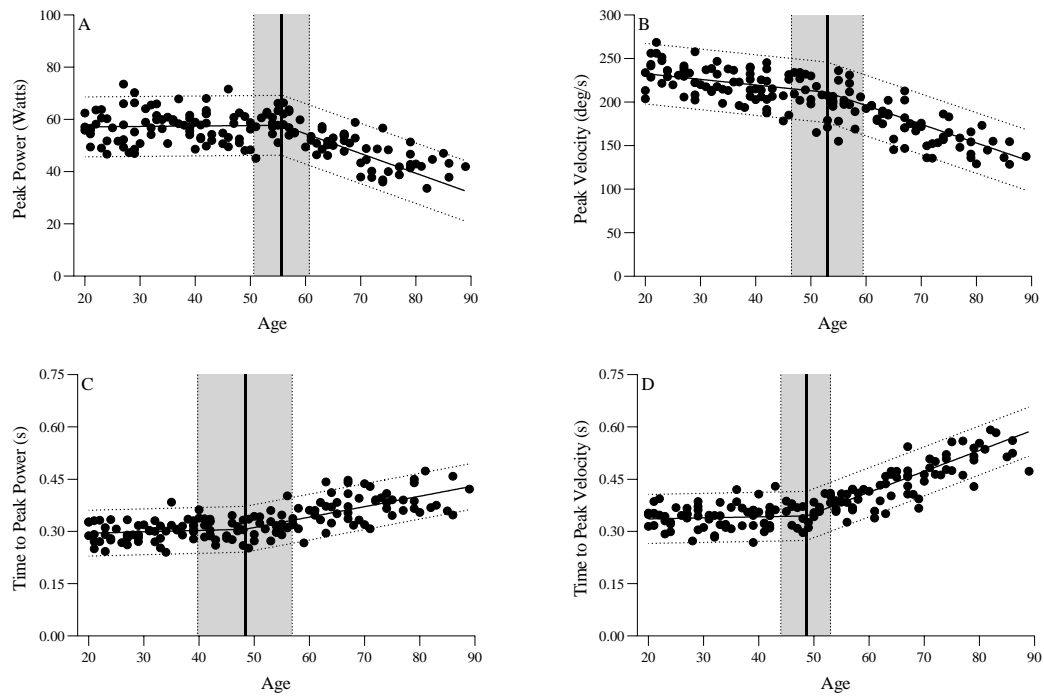 A
Peak Power (Watts)
100
80
60
40
20
0
20 30 40 50 60 70 80 90
Age
B
Peak Velocity (deg/s)
300
250
200
150
100
50
0
20 30 40 50 60 70 80 90
Age
C
Time to Peak Power (s)
0.75
0.60
0.45
0.30
0.15
0.00
20 30 40 50 60 70 80 90
Age
D
Time to Peak Velocity (s)
0.75
0.60
0.45
0.30
0.15
0.00
20 30 40 50 60 70 80 90
Age